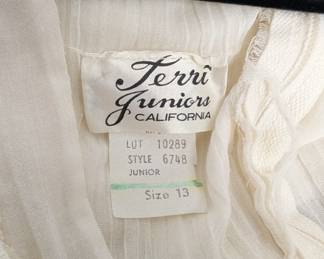 Terri
Juniors
CALIFORNIA
LOT 10289
STYLE 6748
JUNIOR
Size 13